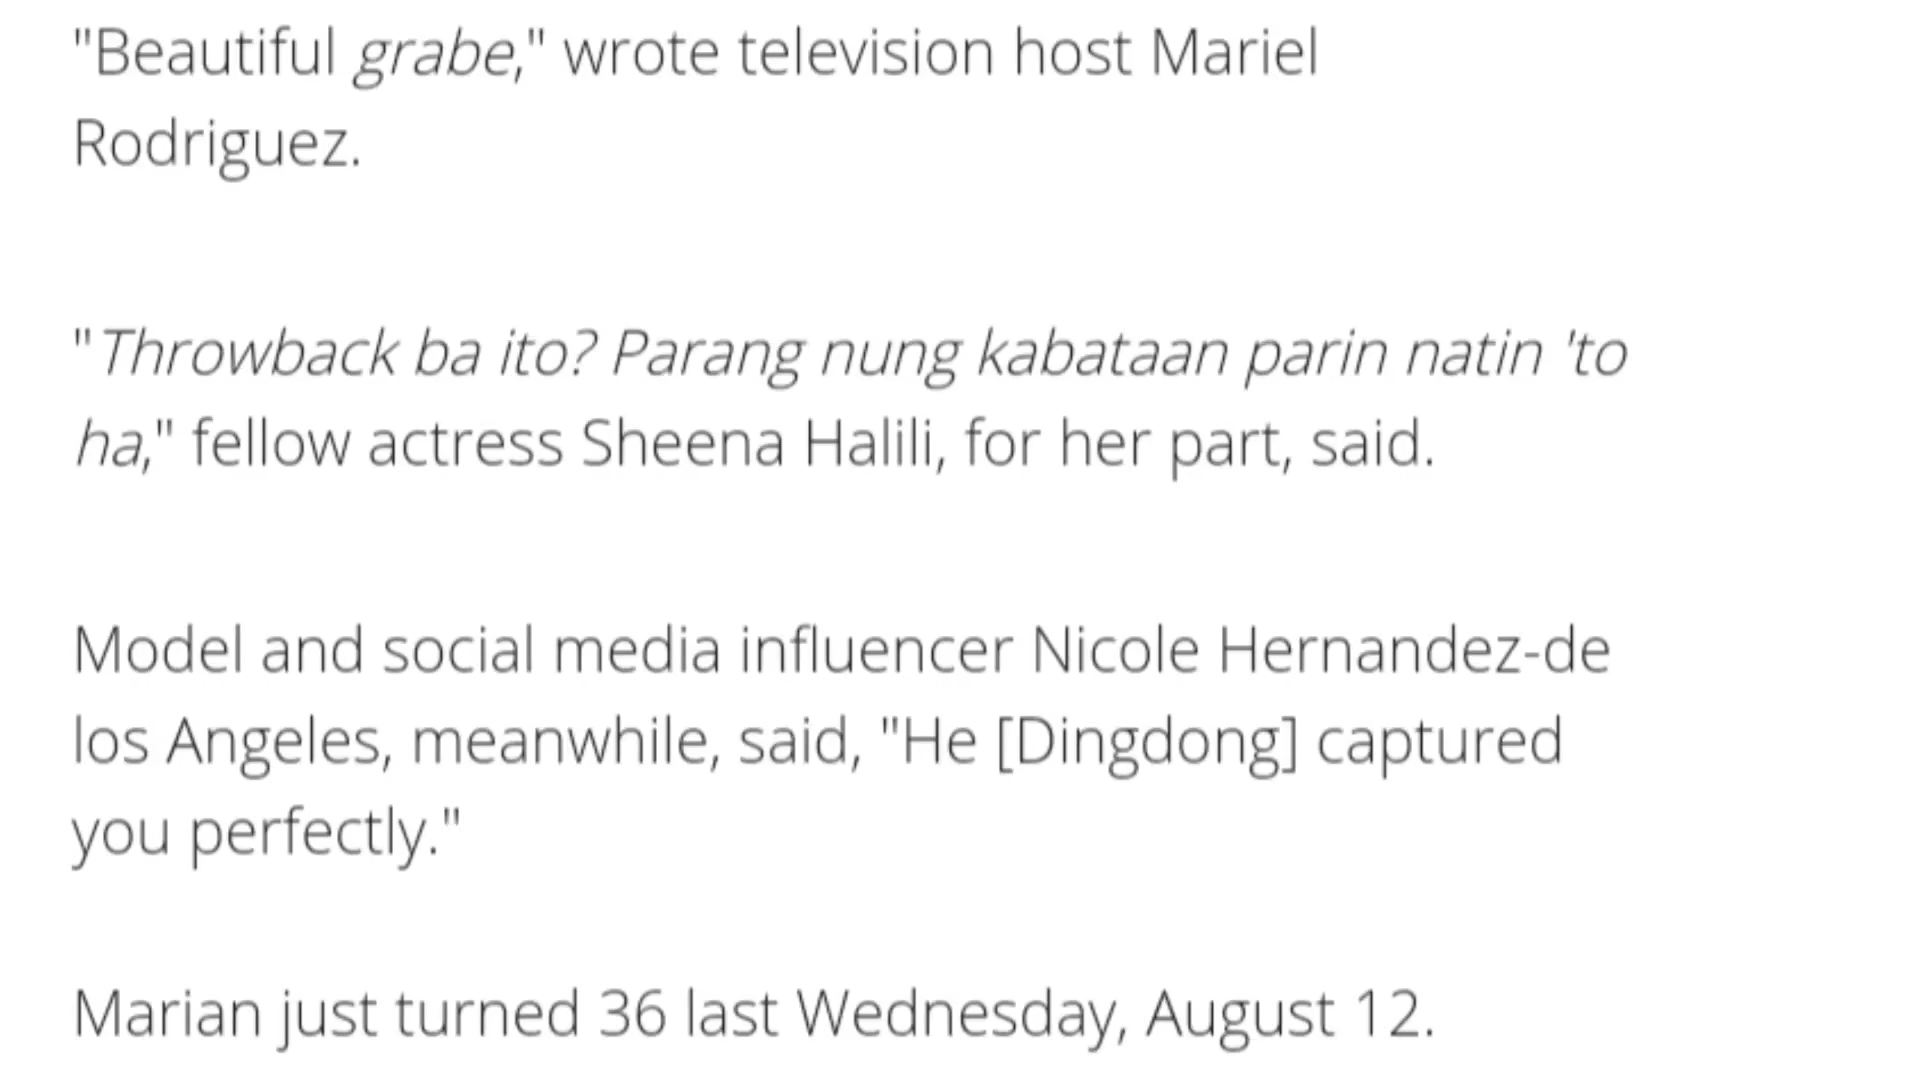 "Beautiful grabe," wrote television host Mariel
Rodriguez.
"Throwback ba ito? Parang nung kabataan parin natin 'to
ha," fellow actress Sheena Halili, for her part, said.
Model and social media influencer Nicole Hernandez-de
los Angeles, meanwhile, said, "He [Dingdong] captured
you perfectly."
Marian just turned 36 last Wednesday, August 12.